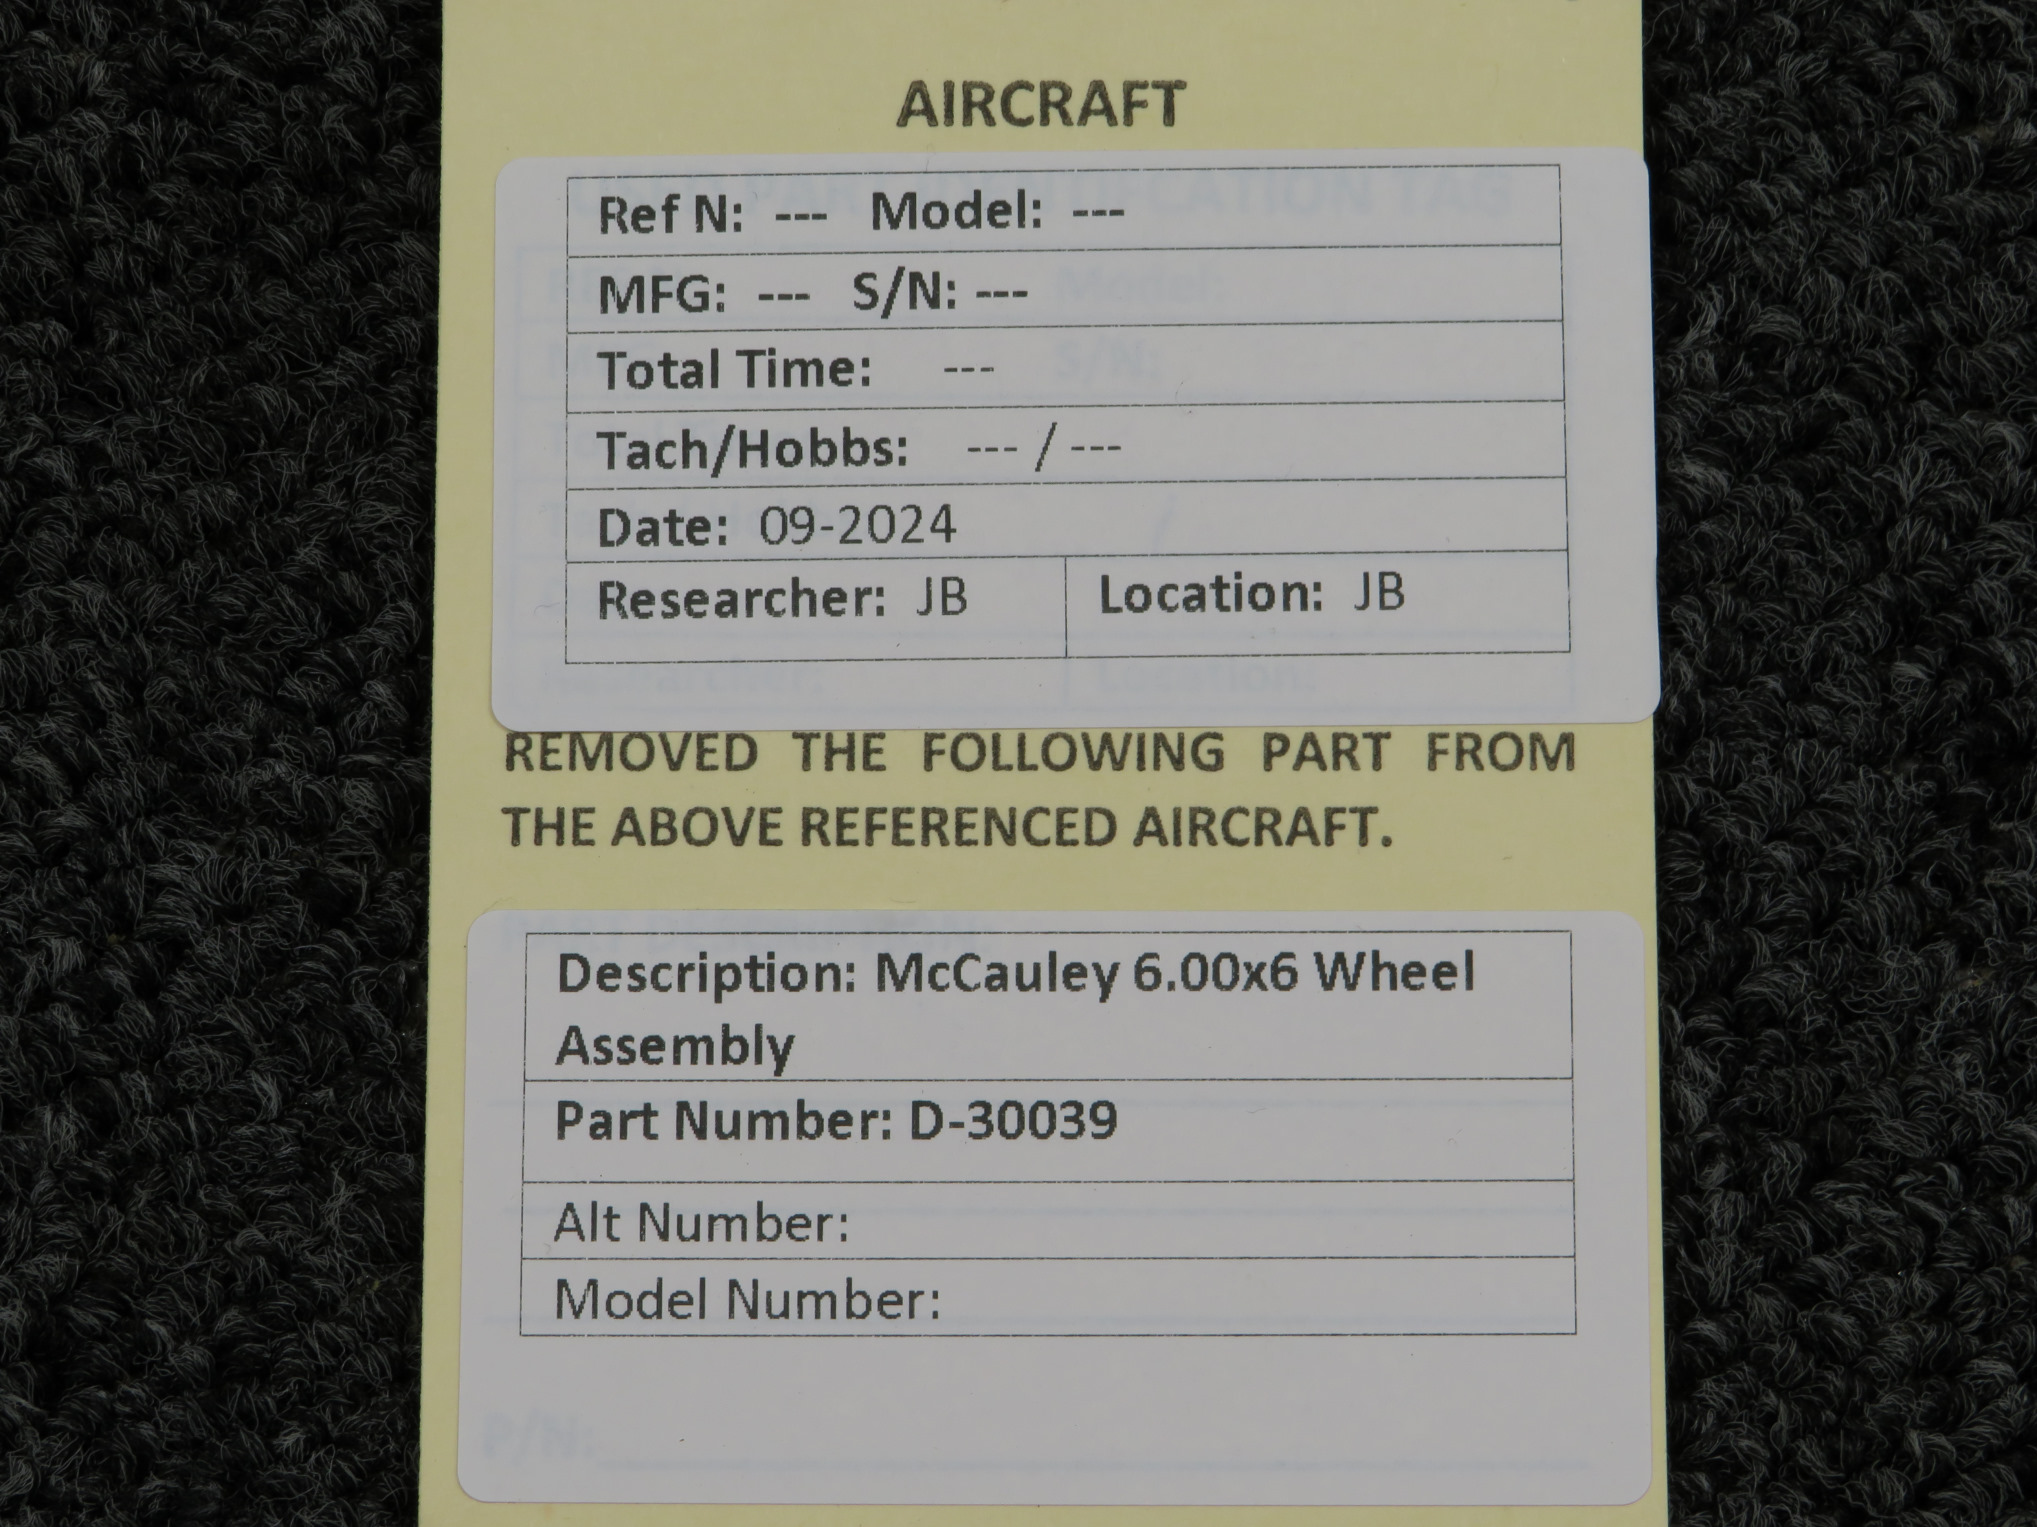 AIRCRAFT
Ref N: --- Model: ---
MFG: --- S/N: ---
Total Time: ---
Tach/Hobbs: --- / ---
Date: 09-2024
Researcher: JB Location: JB
REMOVED THE FOLLOWING PART FROM
THE ABOVE REFERENCED AIRCRAFT.
Description: McCauley 6.00x6 Wheel
Assembly
Part Number: D-30039
Alt Number:
Model Number:
P/N: